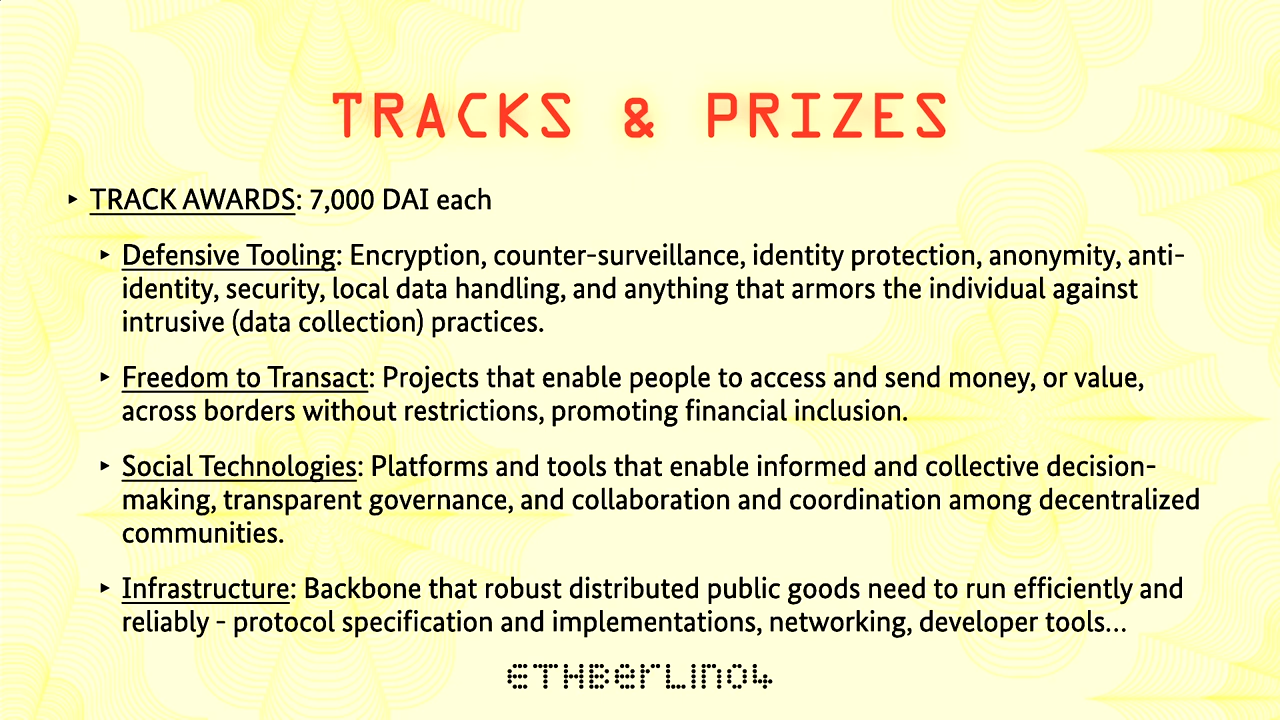 TRACKS & PRIZES
‣ TRACK AWARDS: 7,000 DAI each
‣ Defensive Tooling: Encryption, counter-surveillance, identity protection, anonymity, anti-
identity, security, local data handling, and anything that armors the individual against
intrusive (data collection) practices.
‣ Freedom to Transact: Projects that enable people to access and send money, or value,
across borders without restrictions, promoting financial inclusion.
‣ Social Technologies: Platforms and tools that enable informed and collective decision-
making, transparent governance, and collaboration and coordination among decentralized
communities.
‣ Infrastructure: Backbone that robust distributed public goods need to run efficiently and
reliably - protocol specification and implementations, networking, developer tools...
ETHBerlin04